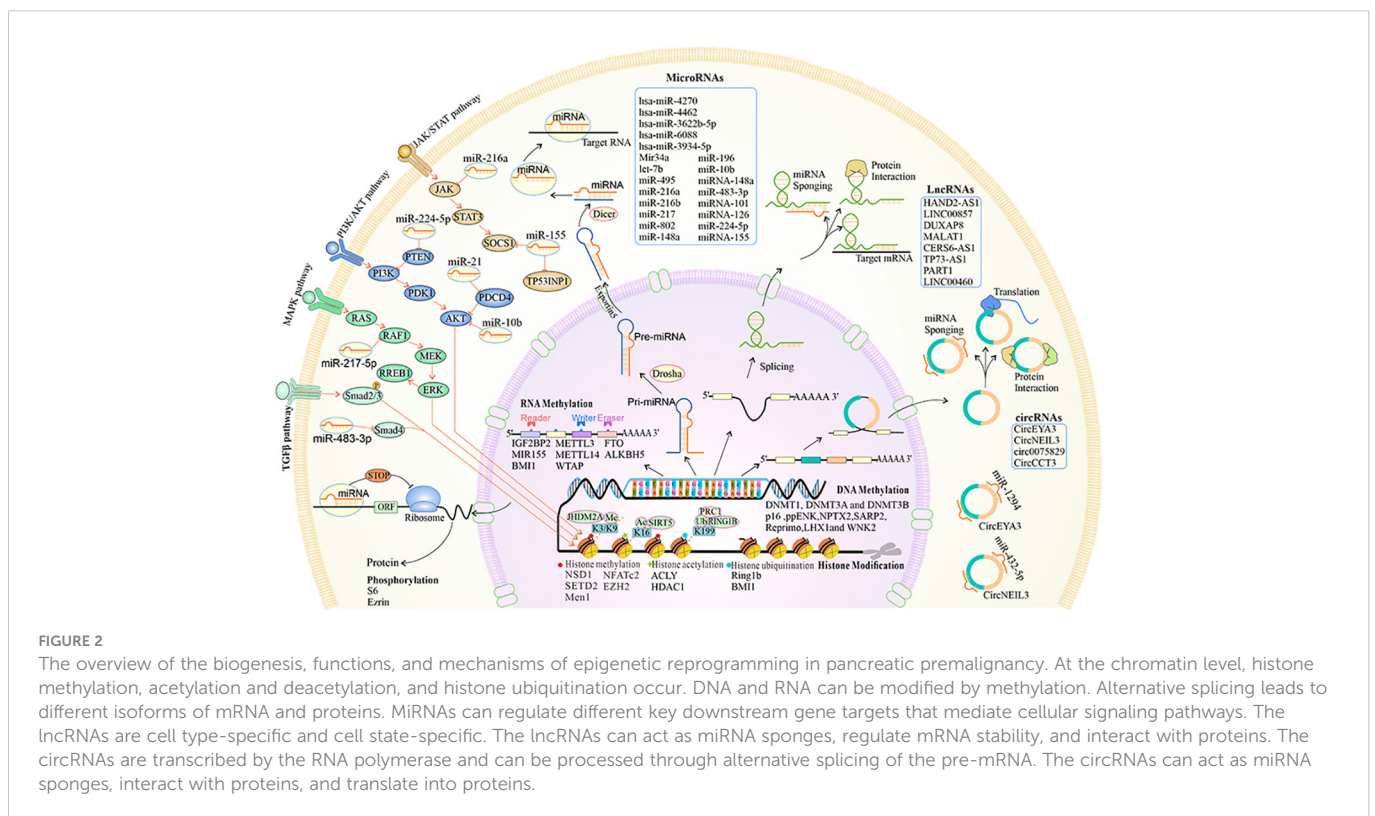 MicroRNAs
hsa-miR-4270
hsa-miR-4462
hsa-miR-3622b-5p
hsa-miR-6088
hsa-miR-3934-5p
Mir34a miR-196
let-7b miR-10b
miR-495 miRNA-148a
miR-216a miR-483-3p
miR-216b miRNA-101
miR-217 miRNA-126
miR-802 miR-224-5p
miR-148a miRNA-155
JAK/STAT pathway
miR-216a
JAK
STAT3
SOCS1
miR-155
TP53INP1
miRNA
Target RNA
miRNA
miRNA
Dicer
Exportin5
PI3K/AKT pathway
miR-224-5p
PTEN
PI3K
PDK1
miR-21
PDCD4
AKT
miR-10b
MAPK pathway
RAS
RAF1
miR-217-5p
MEK
RREB1
ERK
TGFβ pathway
P
Smad2/3
miR-483-3p
Smad4
miRNA
Sponging
Protein
Interaction
Target mRNA
LncRNAs
HAND2-AS1
LINC00857
DUXAP8
MALAT1
CERS6-AS1
TP73-AS1
PART1
LINC00460
Translation
miRNA
Sponging
Protein
Interaction
circRNAs
CircEYA3
CircNEIL3
circ0075829
CircCCT3
miR-1294
CircEYA3
miR-432-5p
CircNEIL3
Pre-miRNA
Drosha
Pri-miRNA
Splicing
5' AAAAA 3'
5' AAAAA 3'
RNA Methylation
Reader Writer Eraser
5' AAAAA 3'
IGF2BP2 METTL3 FTO
MIR155 METTL14 ALKBH5
BMI1 WTAP
DNA Methylation
DNMT1, DNMT3A and DNMT3B
p16 ,ppENK,NPTX2,SARP2,
Reprimo,LHX1and WNK2
JHDM2A Me
K3/K9
Ac SIRT5
K16
PRC1
Ub RING1B
K199
Histone methylation
NSD1 NFATc2
SETD2 EZH2
Men1
Histone acetylation
ACLY
HDAC1
Histone ubiquitination
Ring1b
BMI1
Histone Modification
STOP
miRNA
ORF
Ribosome
Protein
Phosphorylation
S6
Ezrin
FIGURE 2
The overview of the biogenesis, functions, and mechanisms of epigenetic reprogramming in pancreatic premalignancy. At the chromatin level, histone
methylation, acetylation and deacetylation, and histone ubiquitination occur. DNA and RNA can be modified by methylation. Alternative splicing leads to
different isoforms of mRNA and proteins. MiRNAs can regulate different key downstream gene targets that mediate cellular signaling pathways. The
lncRNAs are cell type-specific and cell state-specific. The lncRNAs can act as miRNA sponges, regulate mRNA stability, and interact with proteins. The
circRNAs are transcribed by the RNA polymerase and can be processed through alternative splicing of the pre-mRNA. The circRNAs can act as miRNA
sponges, interact with proteins, and translate into proteins.